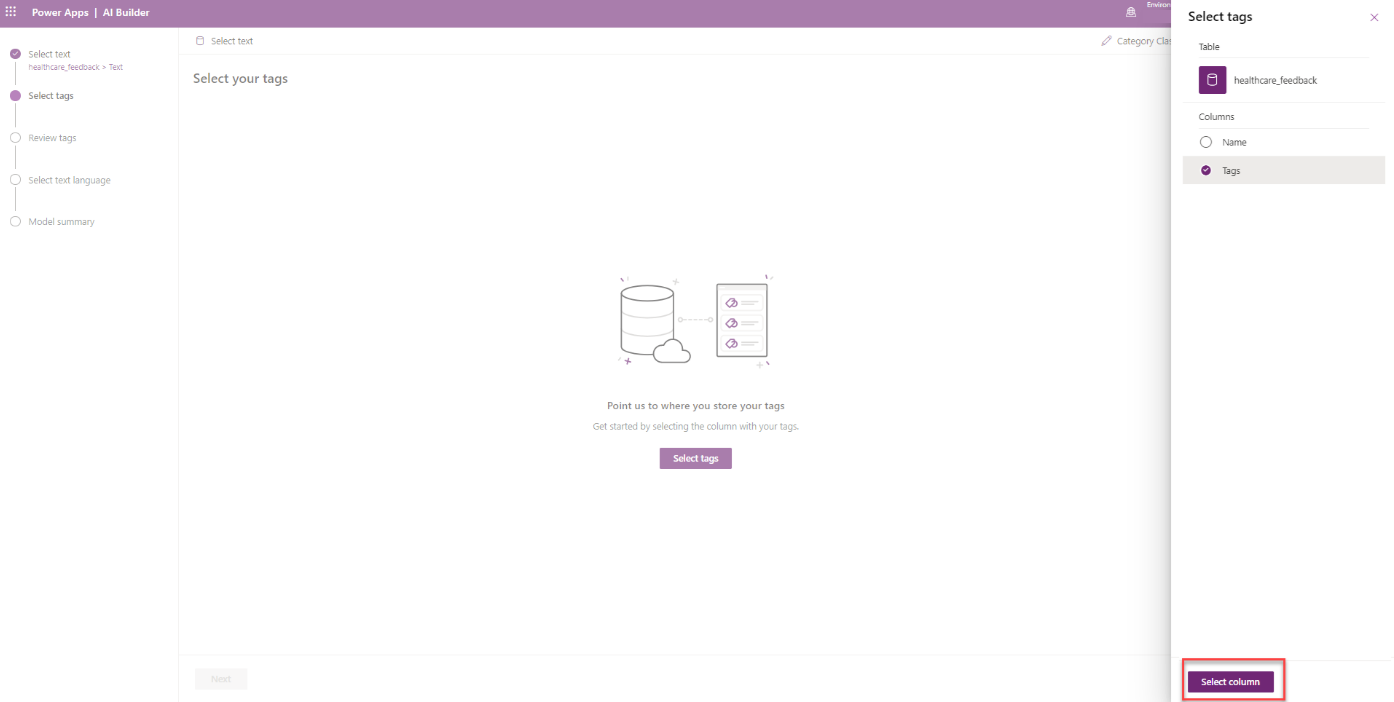 Power Apps | AI Builder
Select text
healthcare_feedback > Text
Select tags
Review tags
Select text language
Model summary
Select text
Category Clas
Select your tags
Point us to where you store your tags
Get started by selecting the column with your tags.
Select tags
Next
Environ
Select tags
Table
healthcare_feedback
Columns
Name
Tags
Select column